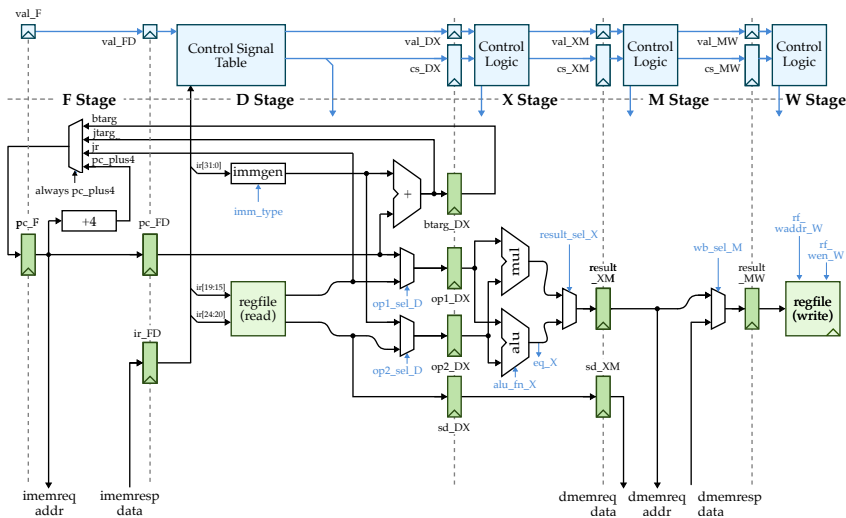 val_F
val_FD
Control Signal
Table
val_DX
cs_DX
Control
Logic
val_XM
cs_XM
Control
Logic
val_MW
cs_MW
Control
Logic
F Stage
D Stage
X Stage
M Stage
W Stage
btarg
jtarg
jr
pc_plus4
always pc_plus4
pc_F
+4
pc_FD
ir[31:0]
immgen
imm_type
+
btarg_DX
ir[19:15]
ir[24:20]
regfile
(read)
ir_FD
op1_sel_D
op1_DX
op2_sel_D
op2_DX
sd_DX
mul
alu
alu_fn_X
eq_X
result_sel_X
result
_XM
sd_XM
wb_sel_M
result
_MW
rf_
waddr_W
rf_
wen_W
regfile
(write)
imemreq
addr
imemresp
data
dmemreq
data
dmemreq
addr
dmemresp
data